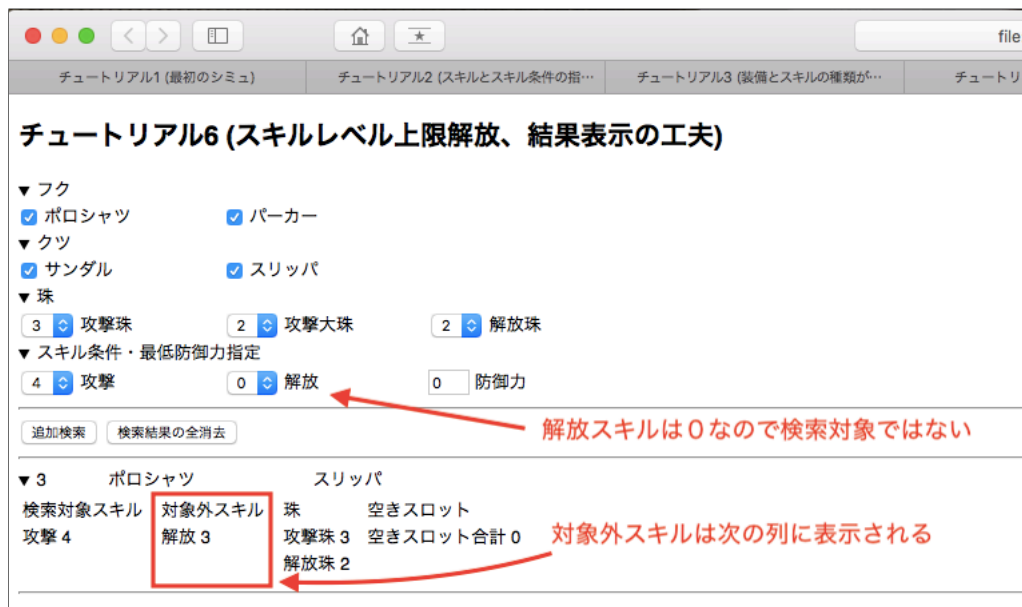 file
チュートリアル1 (最初のシミュ) チュートリアル2 (スキルとスキル条件の指… チュートリアル3 (装備とスキルの種類が… チュートリ
チュートリアル6 (スキルレベル上限解放、結果表示の工夫)
▼ フク
ポロシャツ パーカー
▼ クツ
サンダル スリッパ
▼ 珠
3 攻撃珠 2 攻撃大珠 2 解放珠
▼ スキル条件・最低防御力指定
4 攻撃 0 解放 0 防御力
解放スキルは０なので検索対象ではない
追加検索 検索結果の全消去
▼ 3 ポロシャツ スリッパ
検索対象スキル 対象外スキル 珠 空きスロット
攻撃 4 解放 3 攻撃珠 3 空きスロット合計 0
解放珠 2
対象外スキルは次の列に表示される